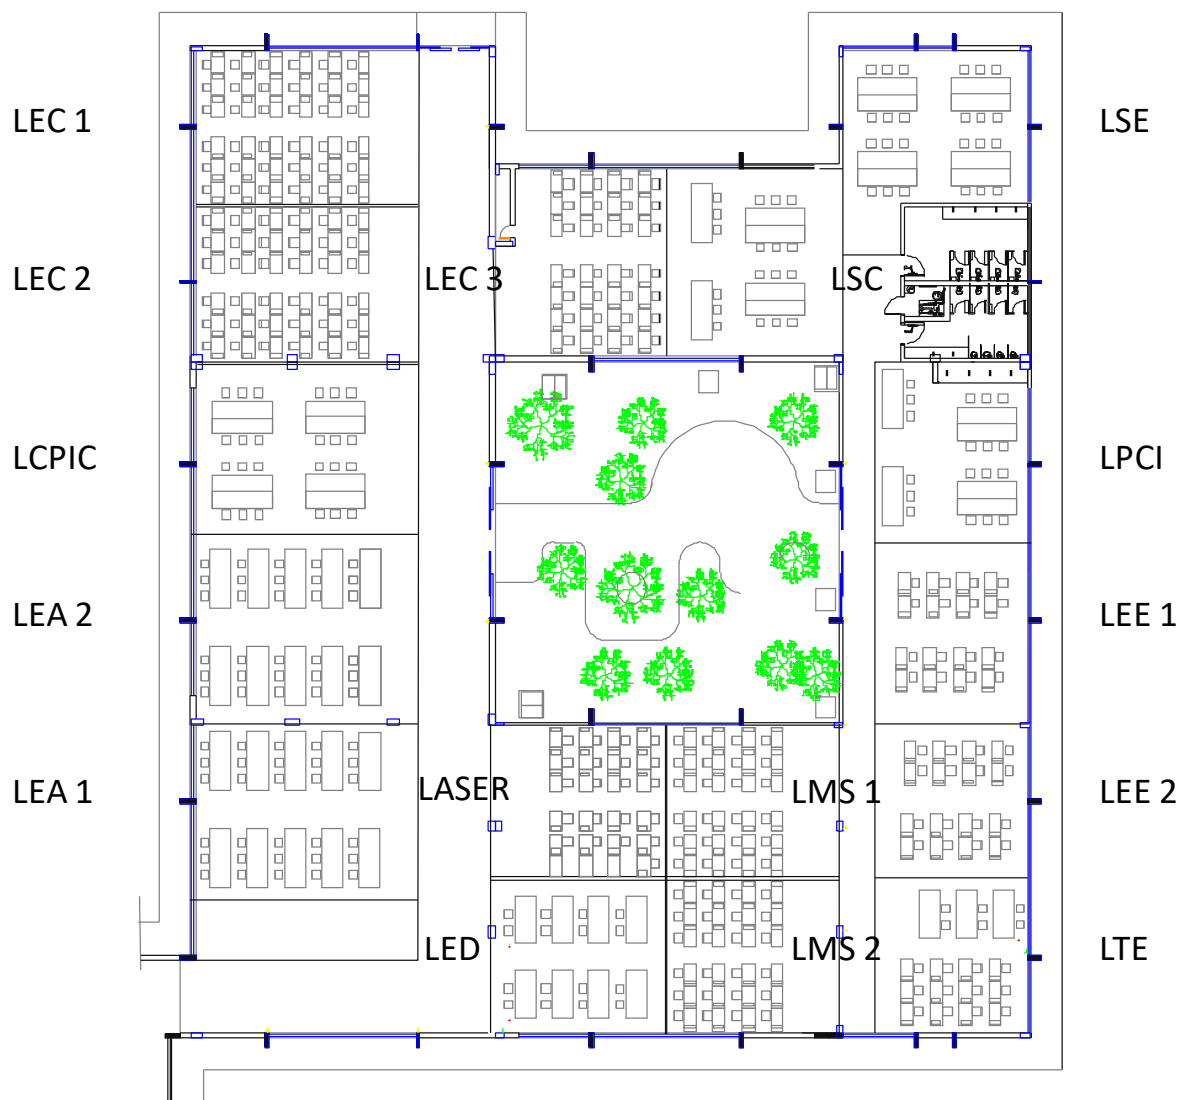 LEC 1
LSE
LEC 2
LEC 3
LSC
LCPIC
LPCI
LEA 2
LEE 1
LEA 1
LASER
LMS 1
LEE 2
LED
LMS 2
LTE